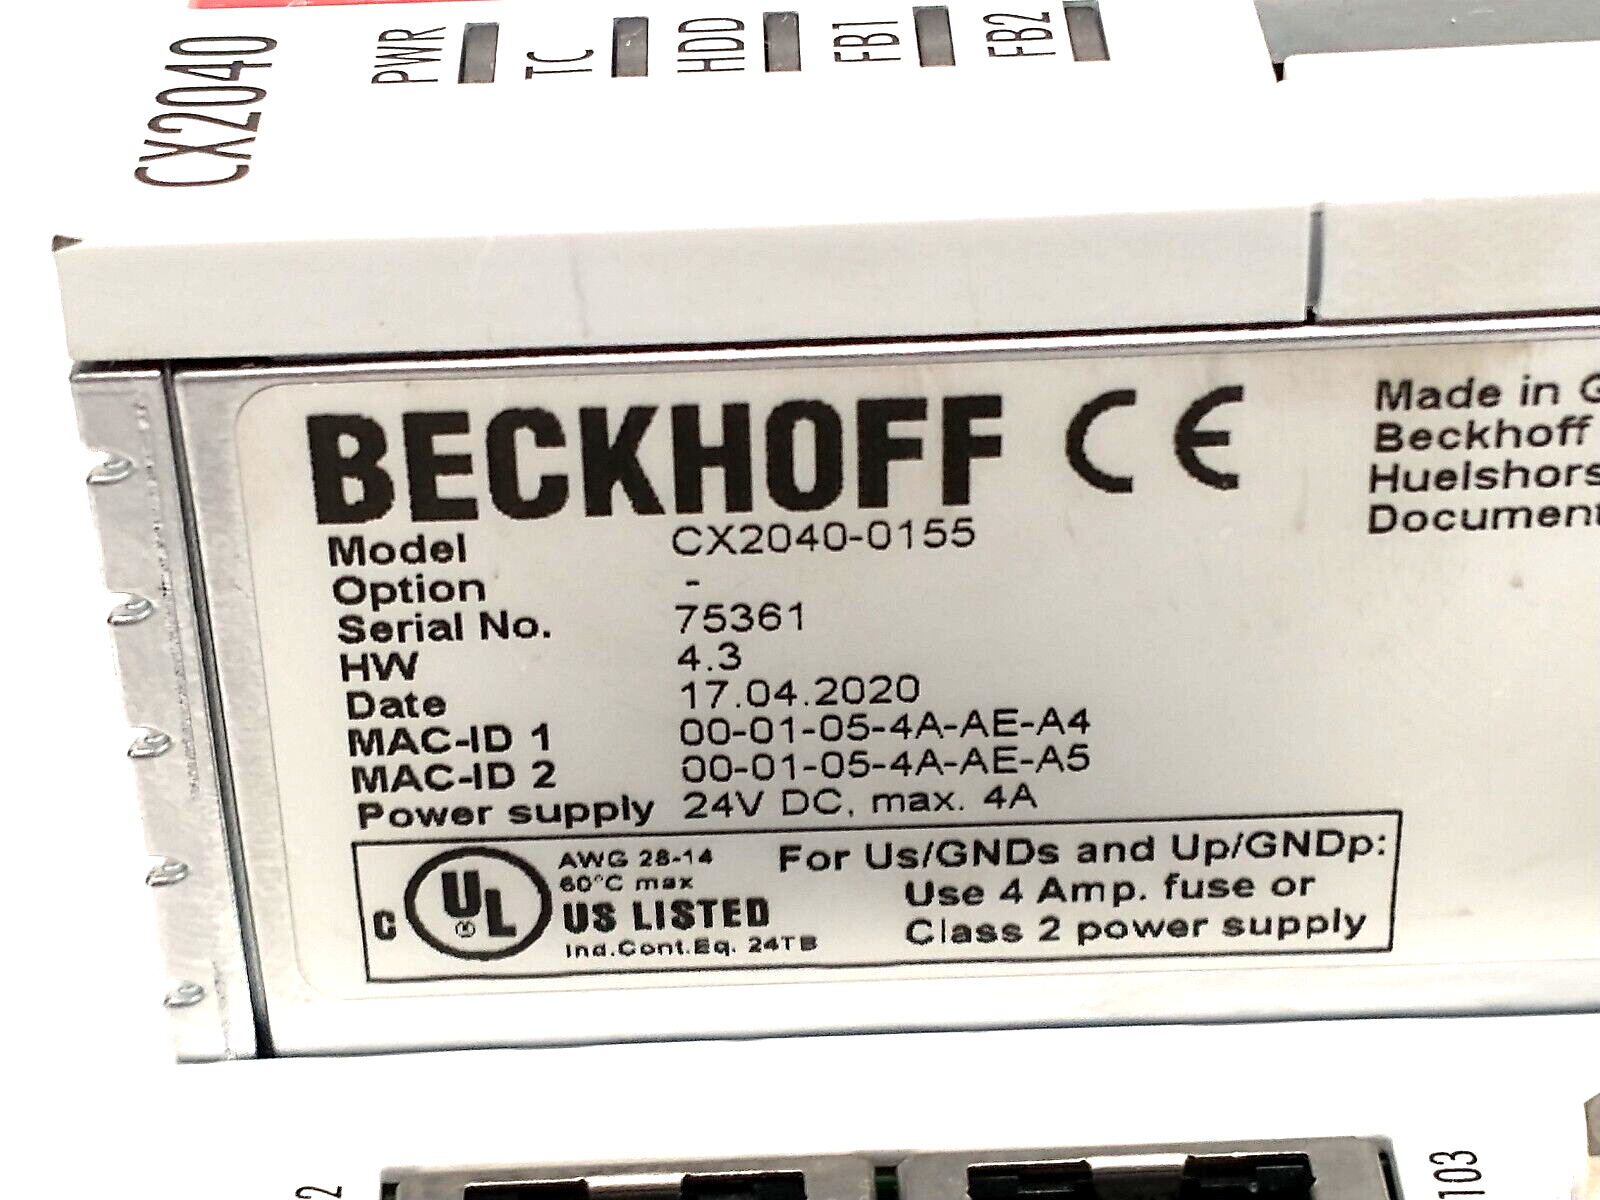 CX2040
PWR
TC
HDD
FB1
FB2
BECKHOFF CE
Made in
Beckhoff
Document
Model CX2040-0155
Option -
Serial No. 75361
HW 4.3
Date 17.04.2020
MAC-ID 1 00-01-05-4A-AE-A4
MAC-ID 2 00-01-05-4A-AE-A5
Power supply 24V DC, max. 4A
C UL
AWG 28-14
60°C max
US LISTED
Ind.Cont.Eq. 24TB
For Us/GNDs and Up/GNDp:
Use 4 Amp. fuse or
Class 2 power supply
103